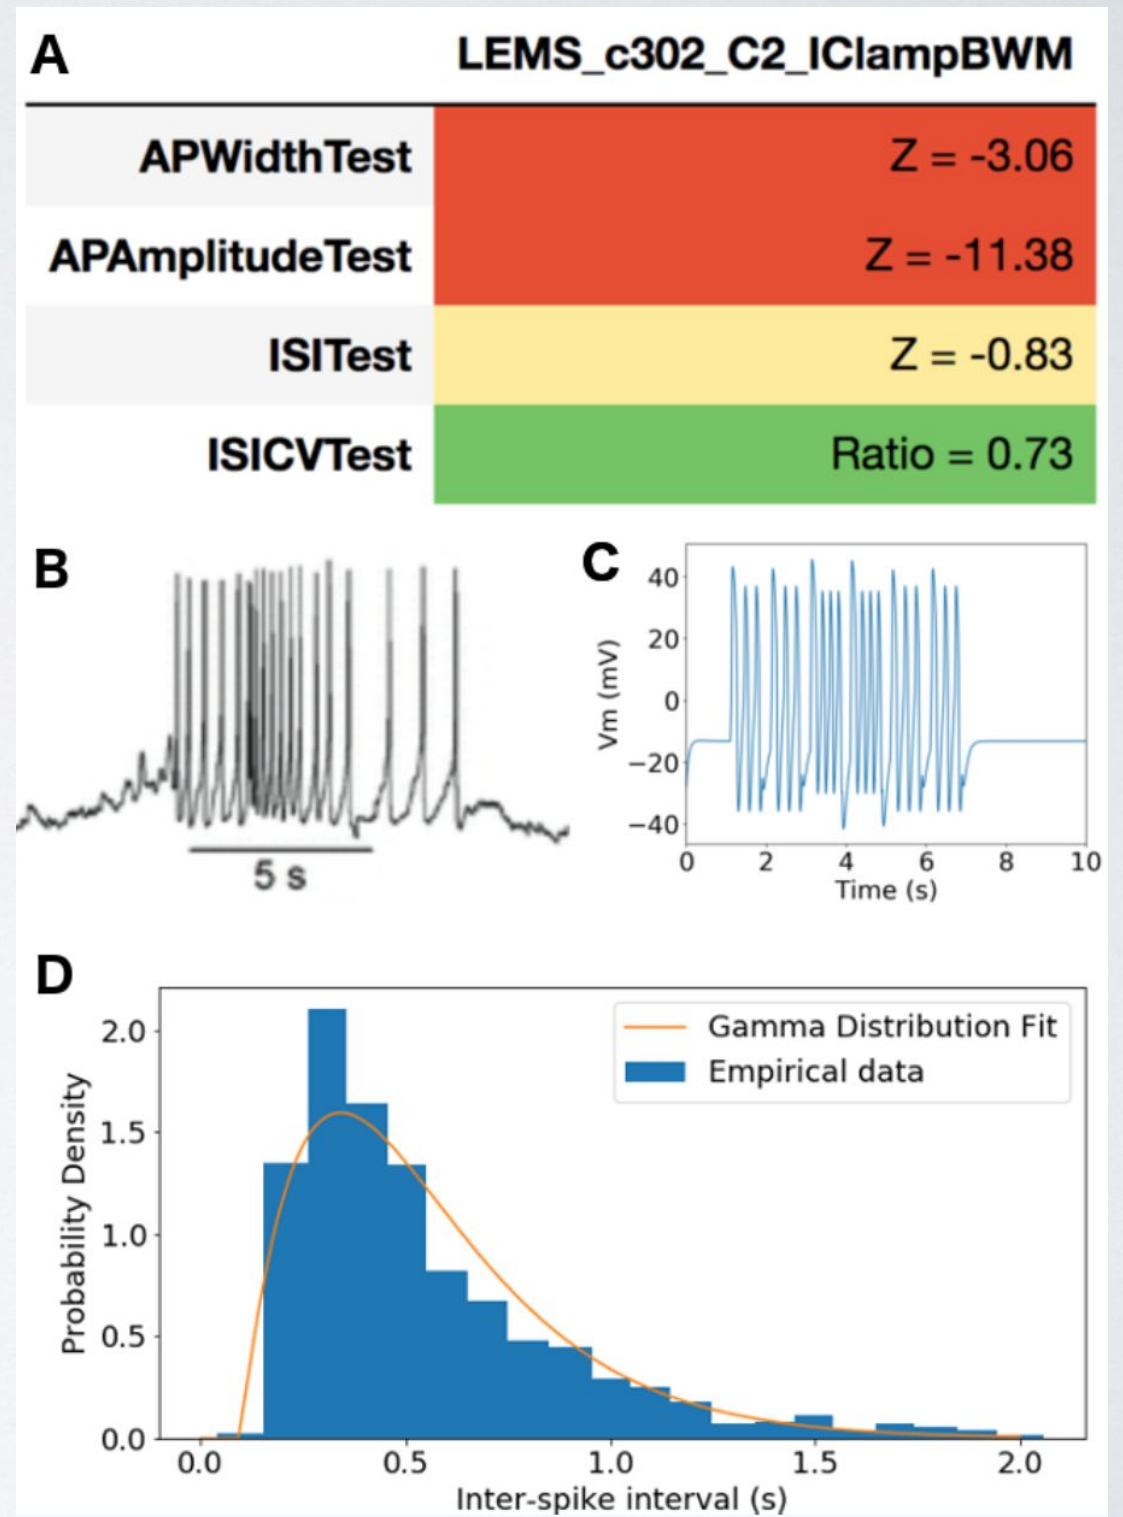 A
LEMS_c302_C2_IClampBWM
APWidthTest Z = -3.06
APAmplitudeTest Z = -11.38
ISITest Z = -0.83
ISICVTest Ratio = 0.73
B
5 s
C
Vm (mV)
40
20
0
−20
−40
0 2 4 6 8 10
Time (s)
D
Probability Density
2.0
1.5
1.0
0.5
0.0
Gamma Distribution Fit
Empirical data
0.0 0.5 1.0 1.5 2.0
Inter-spike interval (s)